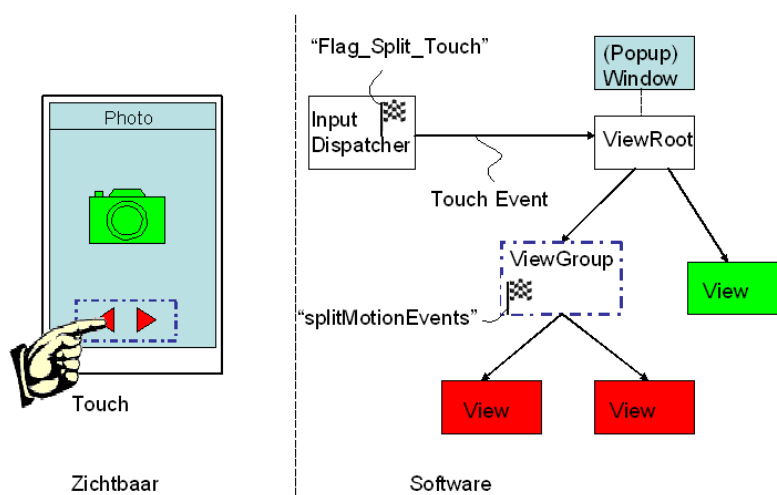 Photo
Touch
Zichtbaar
“Flag_Split_Touch”
Input
Dispatcher
(Popup)
Window
ViewRoot
Touch Event
ViewGroup
“splitMotionEvents”
View
View
View
Software